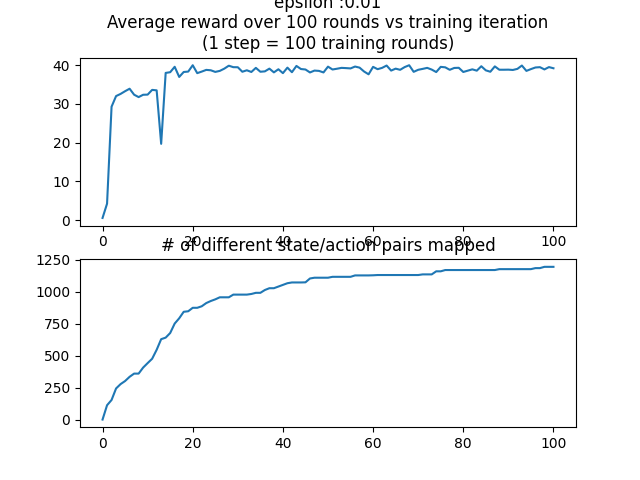 epsilon :0.01
Average reward over 100 rounds vs training iteration
(1 step = 100 training rounds)
40
30
20
10
0
0 20 40 60 80 100
# of different state/action pairs mapped
1250
1000
750
500
250
0
0 20 40 60 80 100